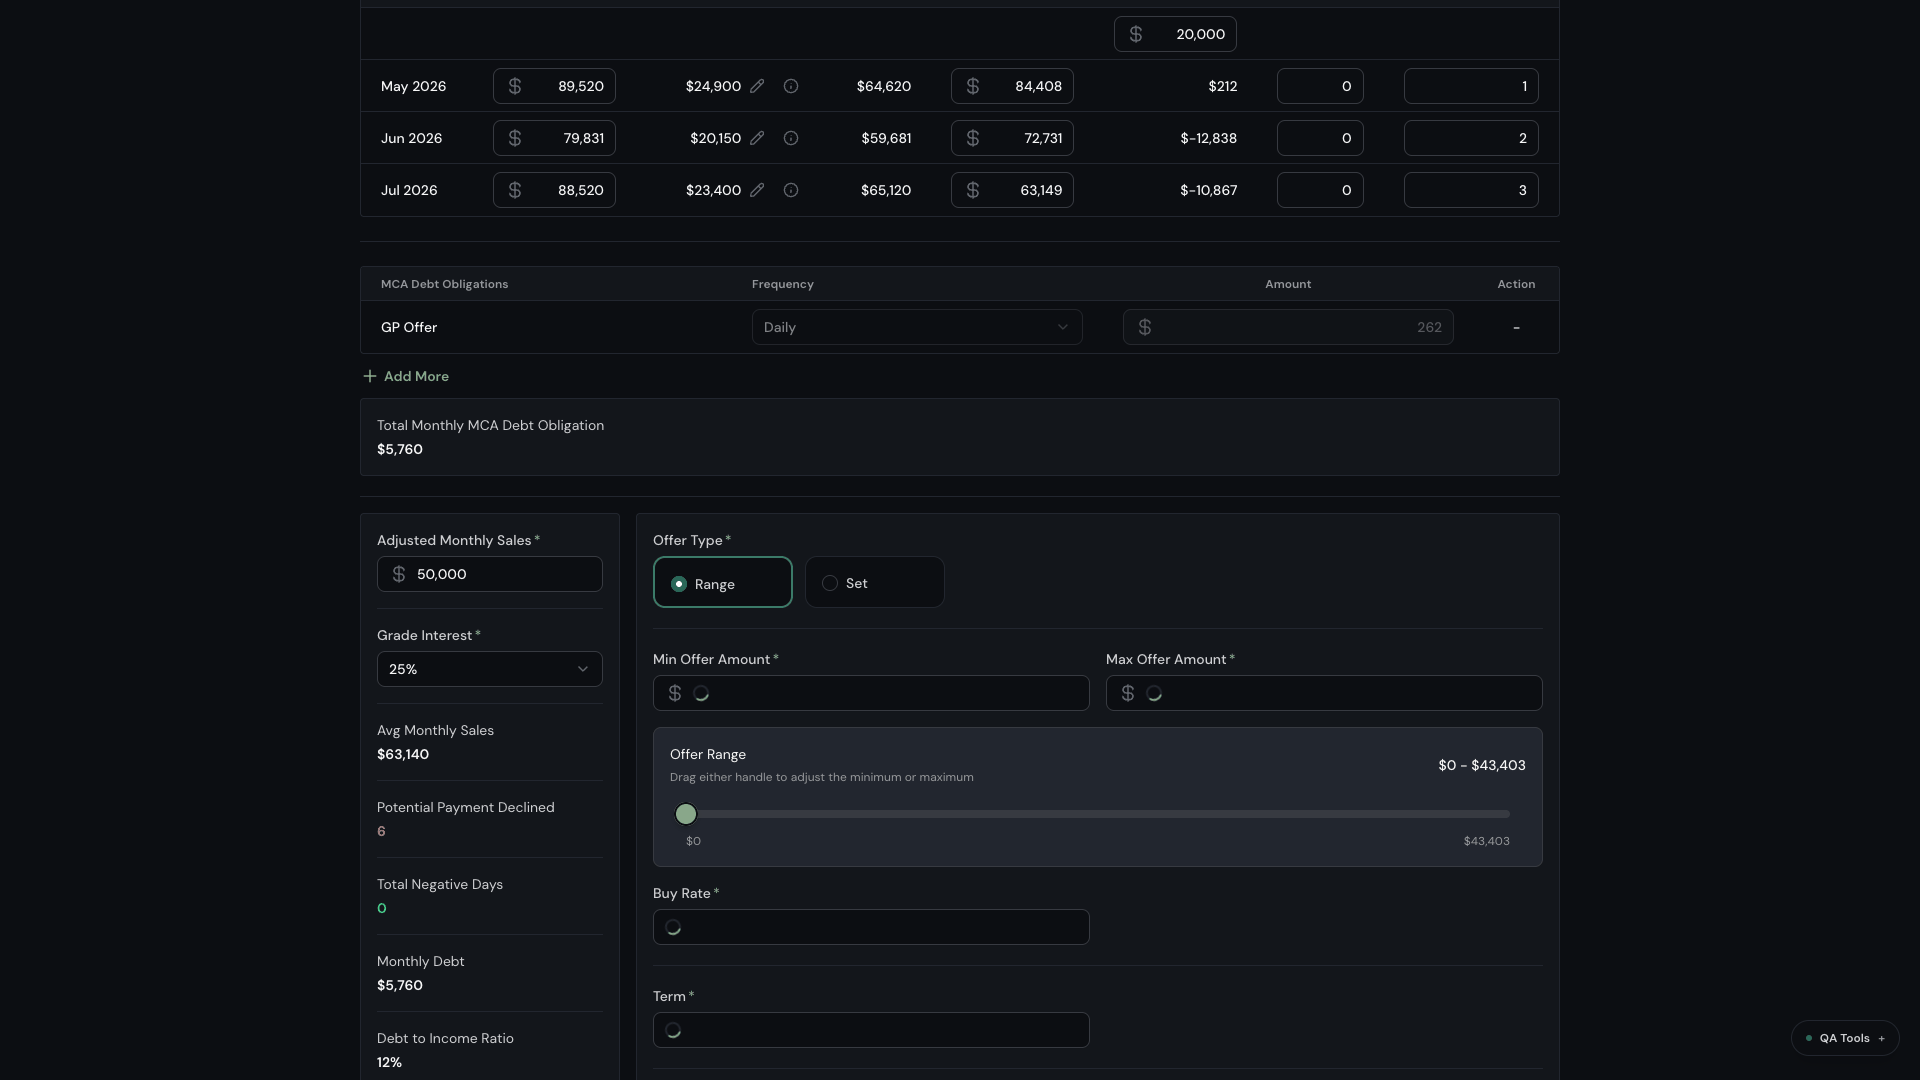 $ 20,000
May 2026 $ 89,520 $24,900 $64,620 $ 84,408 $212 0 1
Jun 2026 $ 79,831 $20,150 $59,681 $ 72,731 $-12,838 0 2
Jul 2026 $ 88,520 $23,400 $65,120 $ 63,149 $-10,867 0 3
MCA Debt Obligations Frequency Amount Action
GP Offer Daily $ 262 -
+ Add More
Total Monthly MCA Debt Obligation
$5,760
Adjusted Monthly Sales *
$ 50,000
Grade Interest *
25%
Avg Monthly Sales
$63,140
Potential Payment Declined
6
Total Negative Days
0
Monthly Debt
$5,760
Debt to Income Ratio
12%
Offer Type *
Range Set
Min Offer Amount * Max Offer Amount *
$ $
Offer Range
Drag either handle to adjust the minimum or maximum
$0 - $43,403
$0 $43,403
Buy Rate *
Term *
QA Tools +